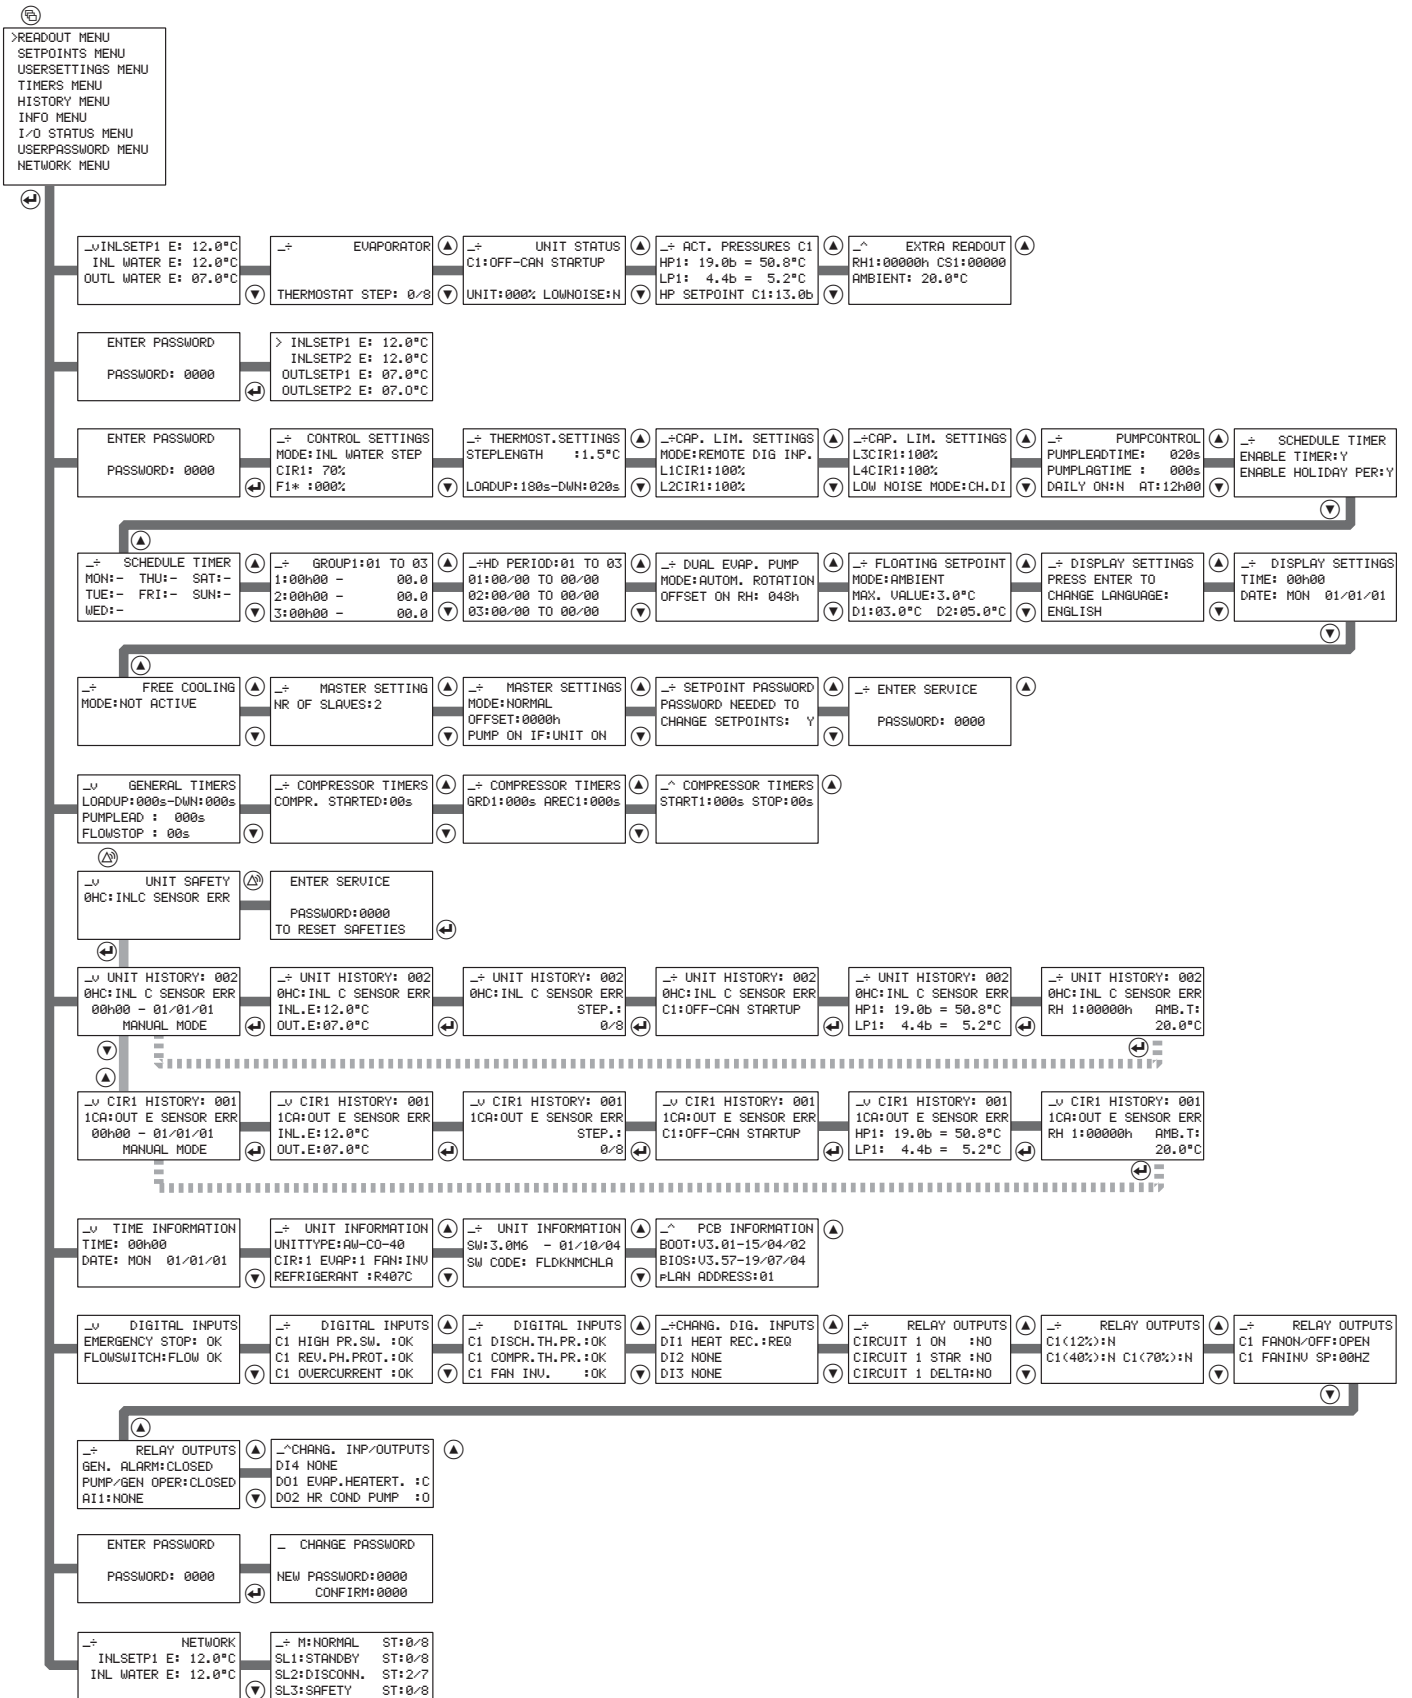 >READOUT MENU
SETPOINTS MENU
USERSETTINGS MENU
TIMERS MENU
HISTORY MENU
INFO MENU
I/O STATUS MENU
USERPASSWORD MENU
NETWORK MENU
_vINLSETP1 E: 12.0°C
INL WATER E: 12.0°C
OUTL WATER E: 07.0°C
_÷ EVAPORATOR
THERMOSTAT STEP: 0/8
_÷ UNIT STATUS
C1:OFF-CAN STARTUP
UNIT:000% LOWNOISE:N
_÷ ACT. PRESSURES C1
HP1: 19.0b = 50.8°C
LP1: 4.4b = 5.2°C
HP SETPOINT C1:13.0b
_^ EXTRA READOUT
RH1:00000h CS1:00000
AMBIENT: 20.0°C
ENTER PASSWORD
PASSWORD: 0000
> INLSETP1 E: 12.0°C
INLSETP2 E: 12.0°C
OUTLSETP1 E: 07.0°C
OUTLSETP2 E: 07.0°C
ENTER PASSWORD
PASSWORD: 0000
_÷ CONTROL SETTINGS
MODE:INL WATER STEP
CIR1: 70%
F1* :000%
_÷ THERMOST.SETTINGS
STEPLENGTH :1.5°C
LOADUP:180s-DWN:020s
_÷CAP. LIM. SETTINGS
MODE:REMOTE DIG INP.
L1CIR1:100%
L2CIR1:100%
_÷CAP. LIM. SETTINGS
L3CIR1:100%
L4CIR1:100%
LOW NOISE MODE:CH.DI
_÷ PUMPCONTROL
PUMPLEADTIME: 020s
PUMPLAGTIME : 000s
DAILY ON:N AT:12h00
_÷ SCHEDULE TIMER
ENABLE TIMER:Y
ENABLE HOLIDAY PER:Y
_÷ SCHEDULE TIMER
MON:- THU:- SAT:-
TUE:- FRI:- SUN:-
WED:-
_÷ GROUP1:01 TO 03
1:00h00 - 00.0
2:00h00 - 00.0
3:00h00 - 00.0
_÷HD PERIOD:01 TO 03
01:00/00 TO 00/00
02:00/00 TO 00/00
03:00/00 TO 00/00
_÷ DUAL EVAP. PUMP
MODE:AUTOM. ROTATION
OFFSET ON RH: 048h
_÷ FLOATING SETPOINT
MODE:AMBIENT
MAX. VALUE:3.0°C
D1:03.0°C D2:05.0°C
_÷ DISPLAY SETTINGS
PRESS ENTER TO
CHANGE LANGUAGE:
ENGLISH
_÷ DISPLAY SETTINGS
TIME: 00h00
DATE: MON 01/01/01
_÷ FREE COOLING
MODE:NOT ACTIVE
_÷ MASTER SETTING
NR OF SLAVES:2
_÷ MASTER SETTINGS
MODE:NORMAL
OFFSET:0000h
PUMP ON IF:UNIT ON
_÷ SETPOINT PASSWORD
PASSWORD NEEDED TO
CHANGE SETPOINTS: Y
_÷ ENTER SERVICE
PASSWORD: 0000
_v GENERAL TIMERS
LOADUP:000s-DWN:000s
PUMPLEAD : 000s
FLOWSTOP : 00s
_÷ COMPRESSOR TIMERS
COMPR. STARTED:00s
_÷ COMPRESSOR TIMERS
GRD1:000s AREC1:000s
_^ COMPRESSOR TIMERS
START1:000s STOP:00s
_v UNIT SAFETY
0HC:INLC SENSOR ERR
ENTER SERVICE
PASSWORD:0000
TO RESET SAFETIES
_v UNIT HISTORY: 002
0HC:INL C SENSOR ERR
00h00 - 01/01/01
MANUAL MODE
_÷ UNIT HISTORY: 002
0HC:INL C SENSOR ERR
INL.E:12.0°C
OUT.E:07.0°C
_÷ UNIT HISTORY: 002
0HC:INL C SENSOR ERR
STEP.:
0/8
_÷ UNIT HISTORY: 002
0HC:INL C SENSOR ERR
C1:OFF-CAN STARTUP
_÷ UNIT HISTORY: 002
0HC:INL C SENSOR ERR
HP1: 19.0b = 50.8°C
LP1: 4.4b = 5.2°C
_÷ UNIT HISTORY: 002
0HC:INL C SENSOR ERR
RH 1:00000h AMB.T:
20.0°C
_v CIR1 HISTORY: 001
1CA:OUT E SENSOR ERR
00h00 - 01/01/01
MANUAL MODE
_v CIR1 HISTORY: 001
1CA:OUT E SENSOR ERR
INL.E:12.0°C
OUT.E:07.0°C
_v CIR1 HISTORY: 001
1CA:OUT E SENSOR ERR
STEP.:
0/8
_v CIR1 HISTORY: 001
1CA:OUT E SENSOR ERR
C1:OFF-CAN STARTUP
_v CIR1 HISTORY: 001
1CA:OUT E SENSOR ERR
HP1: 19.0b = 50.8°C
LP1: 4.4b = 5.2°C
_v CIR1 HISTORY: 001
1CA:OUT E SENSOR ERR
RH 1:00000h AMB.T:
20.0°C
_v TIME INFORMATION
TIME: 00h00
DATE: MON 01/01/01
_÷ UNIT INFORMATION
UNITTYPE:AW-CO-40
CIR:1 EVAP:1 FAN:INV
REFRIGERANT :R407C
_÷ UNIT INFORMATION
SW:3.0M6 - 01/10/04
SW CODE: FLDKNMCHLA
_^ PCB INFORMATION
BOOT:V3.01-15/04/02
BIOS:V3.57-19/07/04
pLAN ADDRESS:01
_v DIGITAL INPUTS
EMERGENCY STOP: OK
FLOWSWITCH:FLOW OK
_÷ DIGITAL INPUTS
C1 HIGH PR.SW. :OK
C1 REV.PH.PROT.:OK
C1 OVERCURRENT :OK
_÷ DIGITAL INPUTS
C1 DISCH.TH.PR.:OK
C1 COMPR.TH.PR.:OK
C1 FAN INV. :OK
_÷CHANG. DIG. INPUTS
DI1 HEAT REC.:REQ
DI2 NONE
DI3 NONE
_÷ RELAY OUTPUTS
CIRCUIT 1 ON :NO
CIRCUIT 1 STAR :NO
CIRCUIT 1 DELTA:NO
_÷ RELAY OUTPUTS
C1(12%):N
C1(40%):N C1(70%):N
_÷ RELAY OUTPUTS
C1 FANON/OFF:OPEN
C1 FANINV SP:00HZ
_÷ RELAY OUTPUTS
GEN. ALARM:CLOSED
PUMP/GEN OPER:CLOSED
AI1:NONE
_^CHANG. INP/OUTPUTS
DI4 NONE
DO1 EVAP.HEATERT. :C
DO2 HR COND PUMP :O
ENTER PASSWORD
PASSWORD: 0000
_ CHANGE PASSWORD
NEW PASSWORD:0000
CONFIRM:0000
_÷ NETWORK
INLSETP1 E: 12.0°C
INL WATER E: 12.0°C
_÷ M:NORMAL ST:0/8
SL1:STANDBY ST:0/8
SL2:DISCONN. ST:2/7
SL3:SAFETY ST:0/8